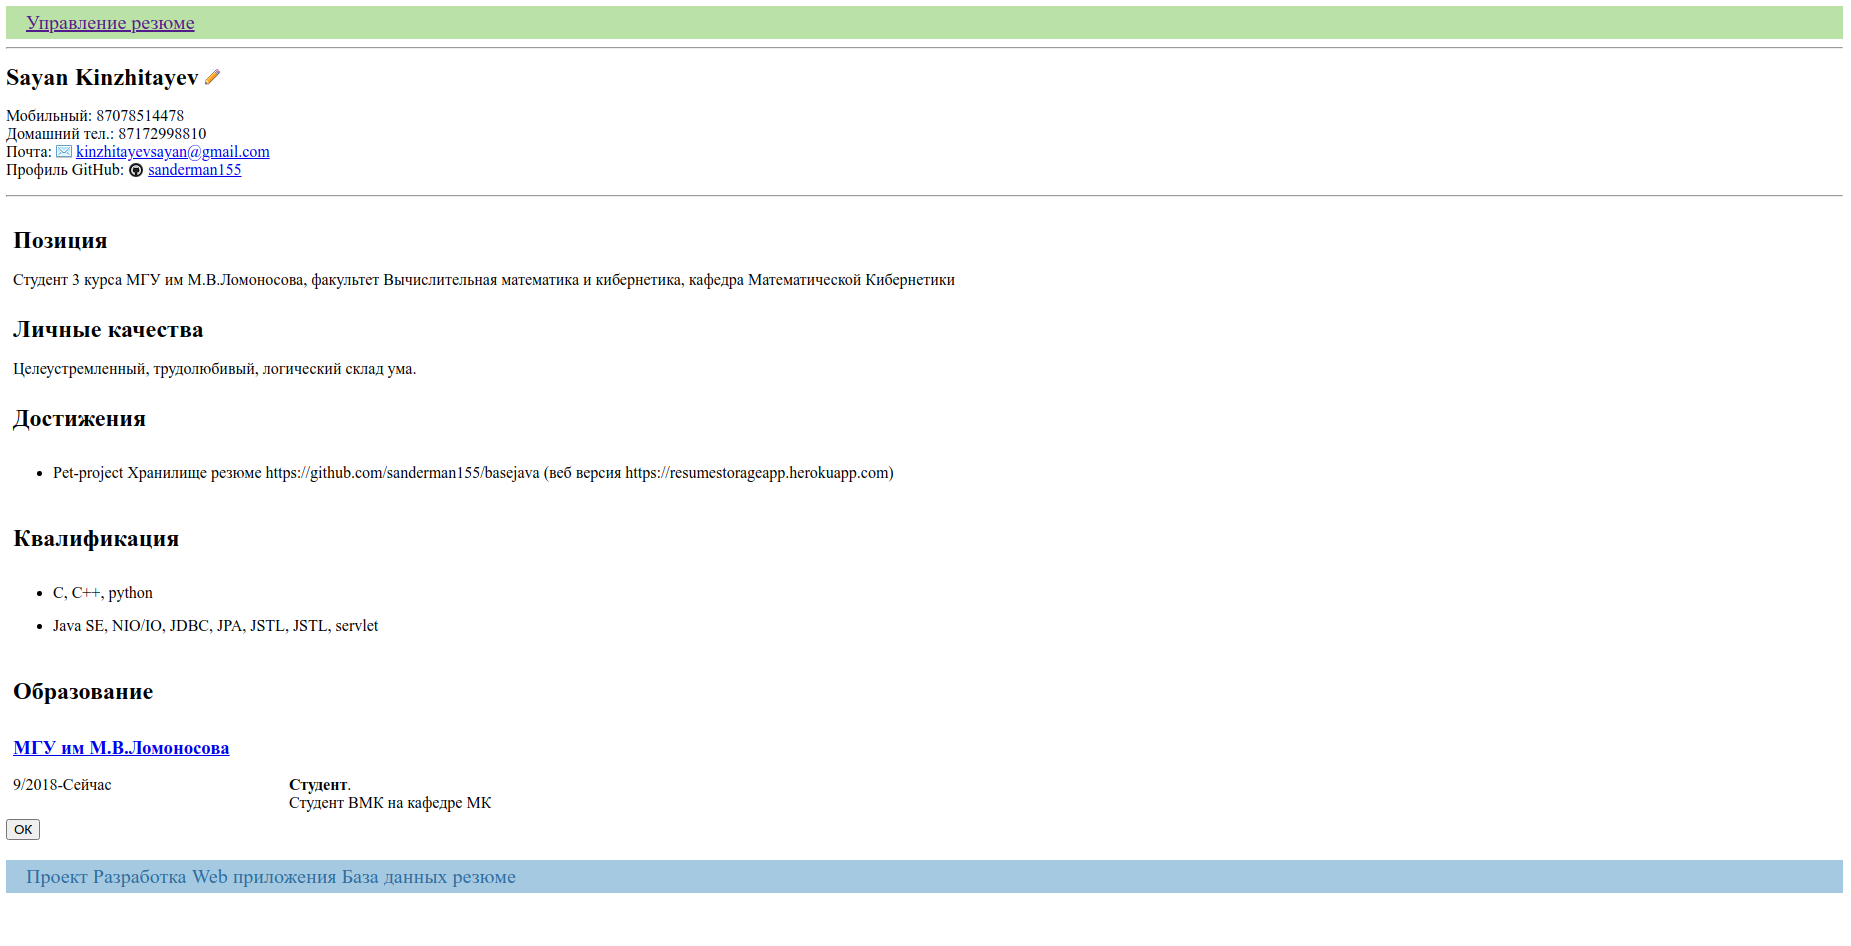 Управление резюме
Sayan Kinzhitayev
Мобильный: 87078514478
Домашний тел.: 87172998810
Почта: kinzhitayevsayan@gmail.com
Профиль GitHub: sanderman155
Позиция
Студент 3 курса МГУ им М.В.Ломоносова, факультет Вычислительная математика и кибернетика, кафедра Математической Кибернетики
Личные качества
Целеустремленный, трудолюбивый, логический склад ума.
Достижения
• Pet-project Хранилище резюме https://github.com/sanderman155/basejava (веб версия https://resumestorageapp.herokuapp.com)
Квалификация
• C, C++, python
• Java SE, NIO/IO, JDBC, JPA, JSTL, JSTL, servlet
Образование
МГУ им М.В.Ломоносова
9/2018-Сейчас Студент.
Студент ВМК на кафедре МК
ОК
Проект Разработка Web приложения База данных резюме